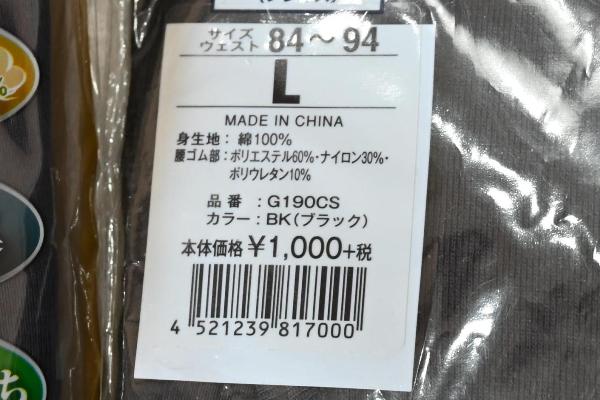 サイズ
ウェスト 84～94
L
MADE IN CHINA
身生地：綿100%
腰ゴム部：ポリエステル60%・ナイロン30%・
ポリウレタン10%
品番：G190CS
カラー：BK(ブラック)
本体価格 ¥1,000+税
4 521239 817000
ち